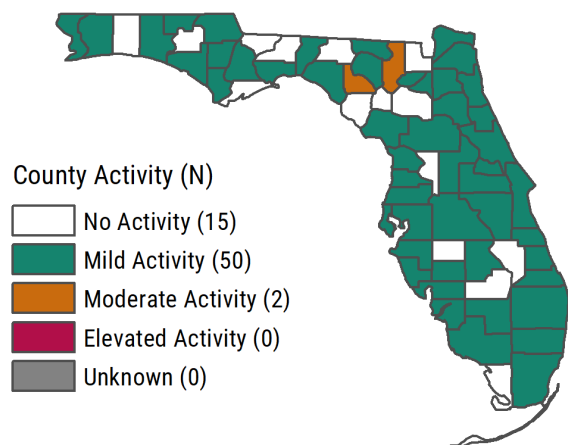 County Activity (N)
No Activity (15)
Mild Activity (50)
Moderate Activity (2)
Elevated Activity (0)
Unknown (0)